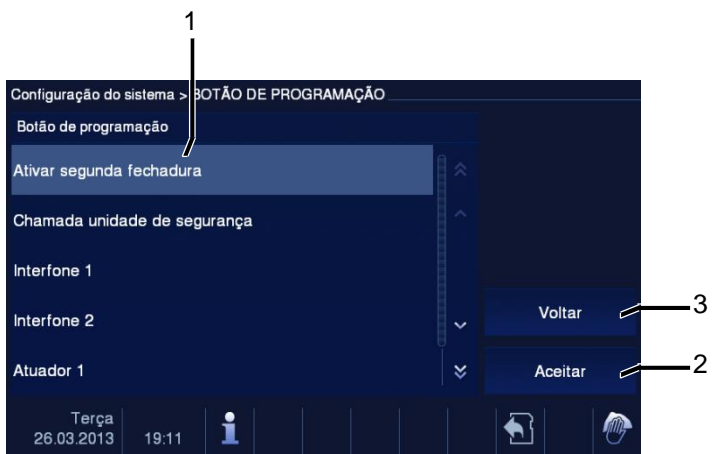 1
Configuração do sistema > BOTÃO DE PROGRAMAÇÃO
Botão de programação
Ativar segunda fechadura
Chamada unidade de segurança
Interfone 1
Interfone 2
Voltar
3
Atuador 1
Aceitar
2
Terça
26.03.2013
19:11